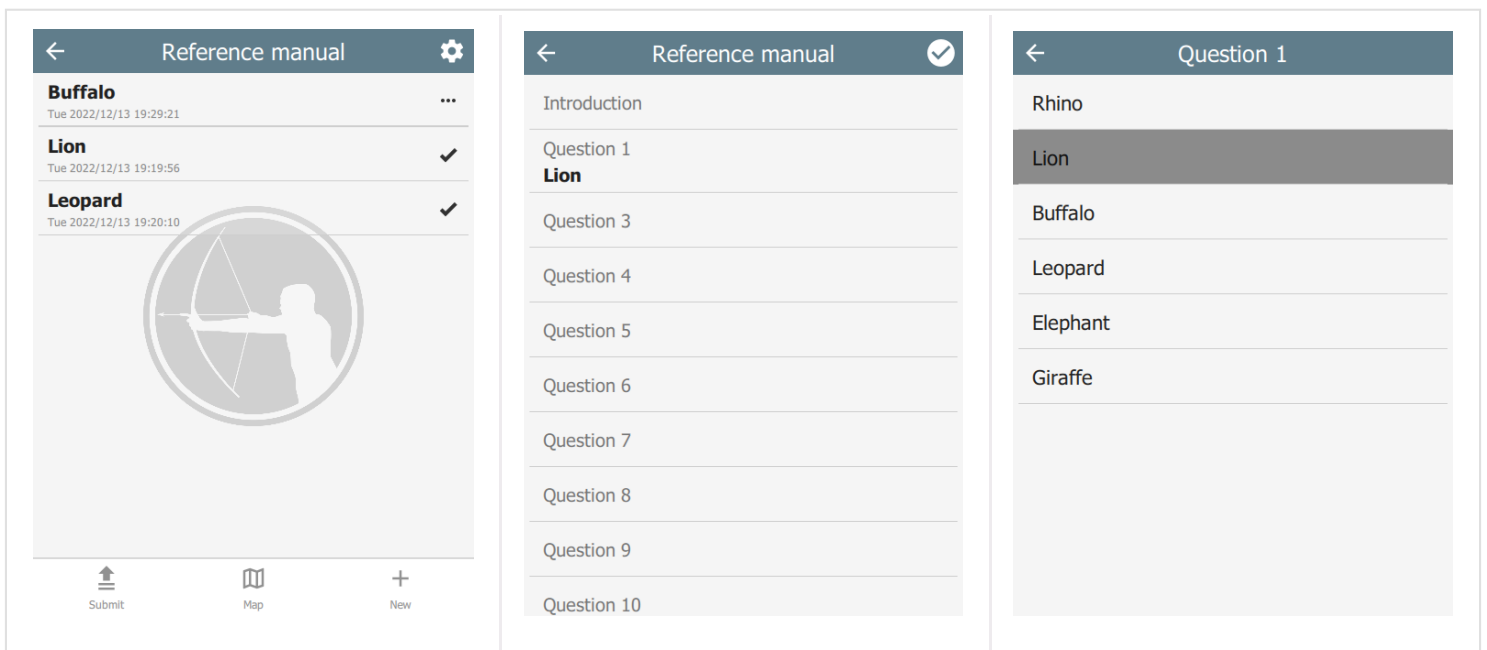 Reference manual
Buffalo
Tue 2022/12/13 19:29:21
Lion
Tue 2022/12/13 19:19:56
Leopard
Tue 2022/12/13 19:20:10
Submit
Map
New
Reference manual
Introduction
Question 1
Lion
Question 3
Question 4
Question 5
Question 6
Question 7
Question 8
Question 9
Question 10
Question 1
Rhino
Lion
Buffalo
Leopard
Elephant
Giraffe